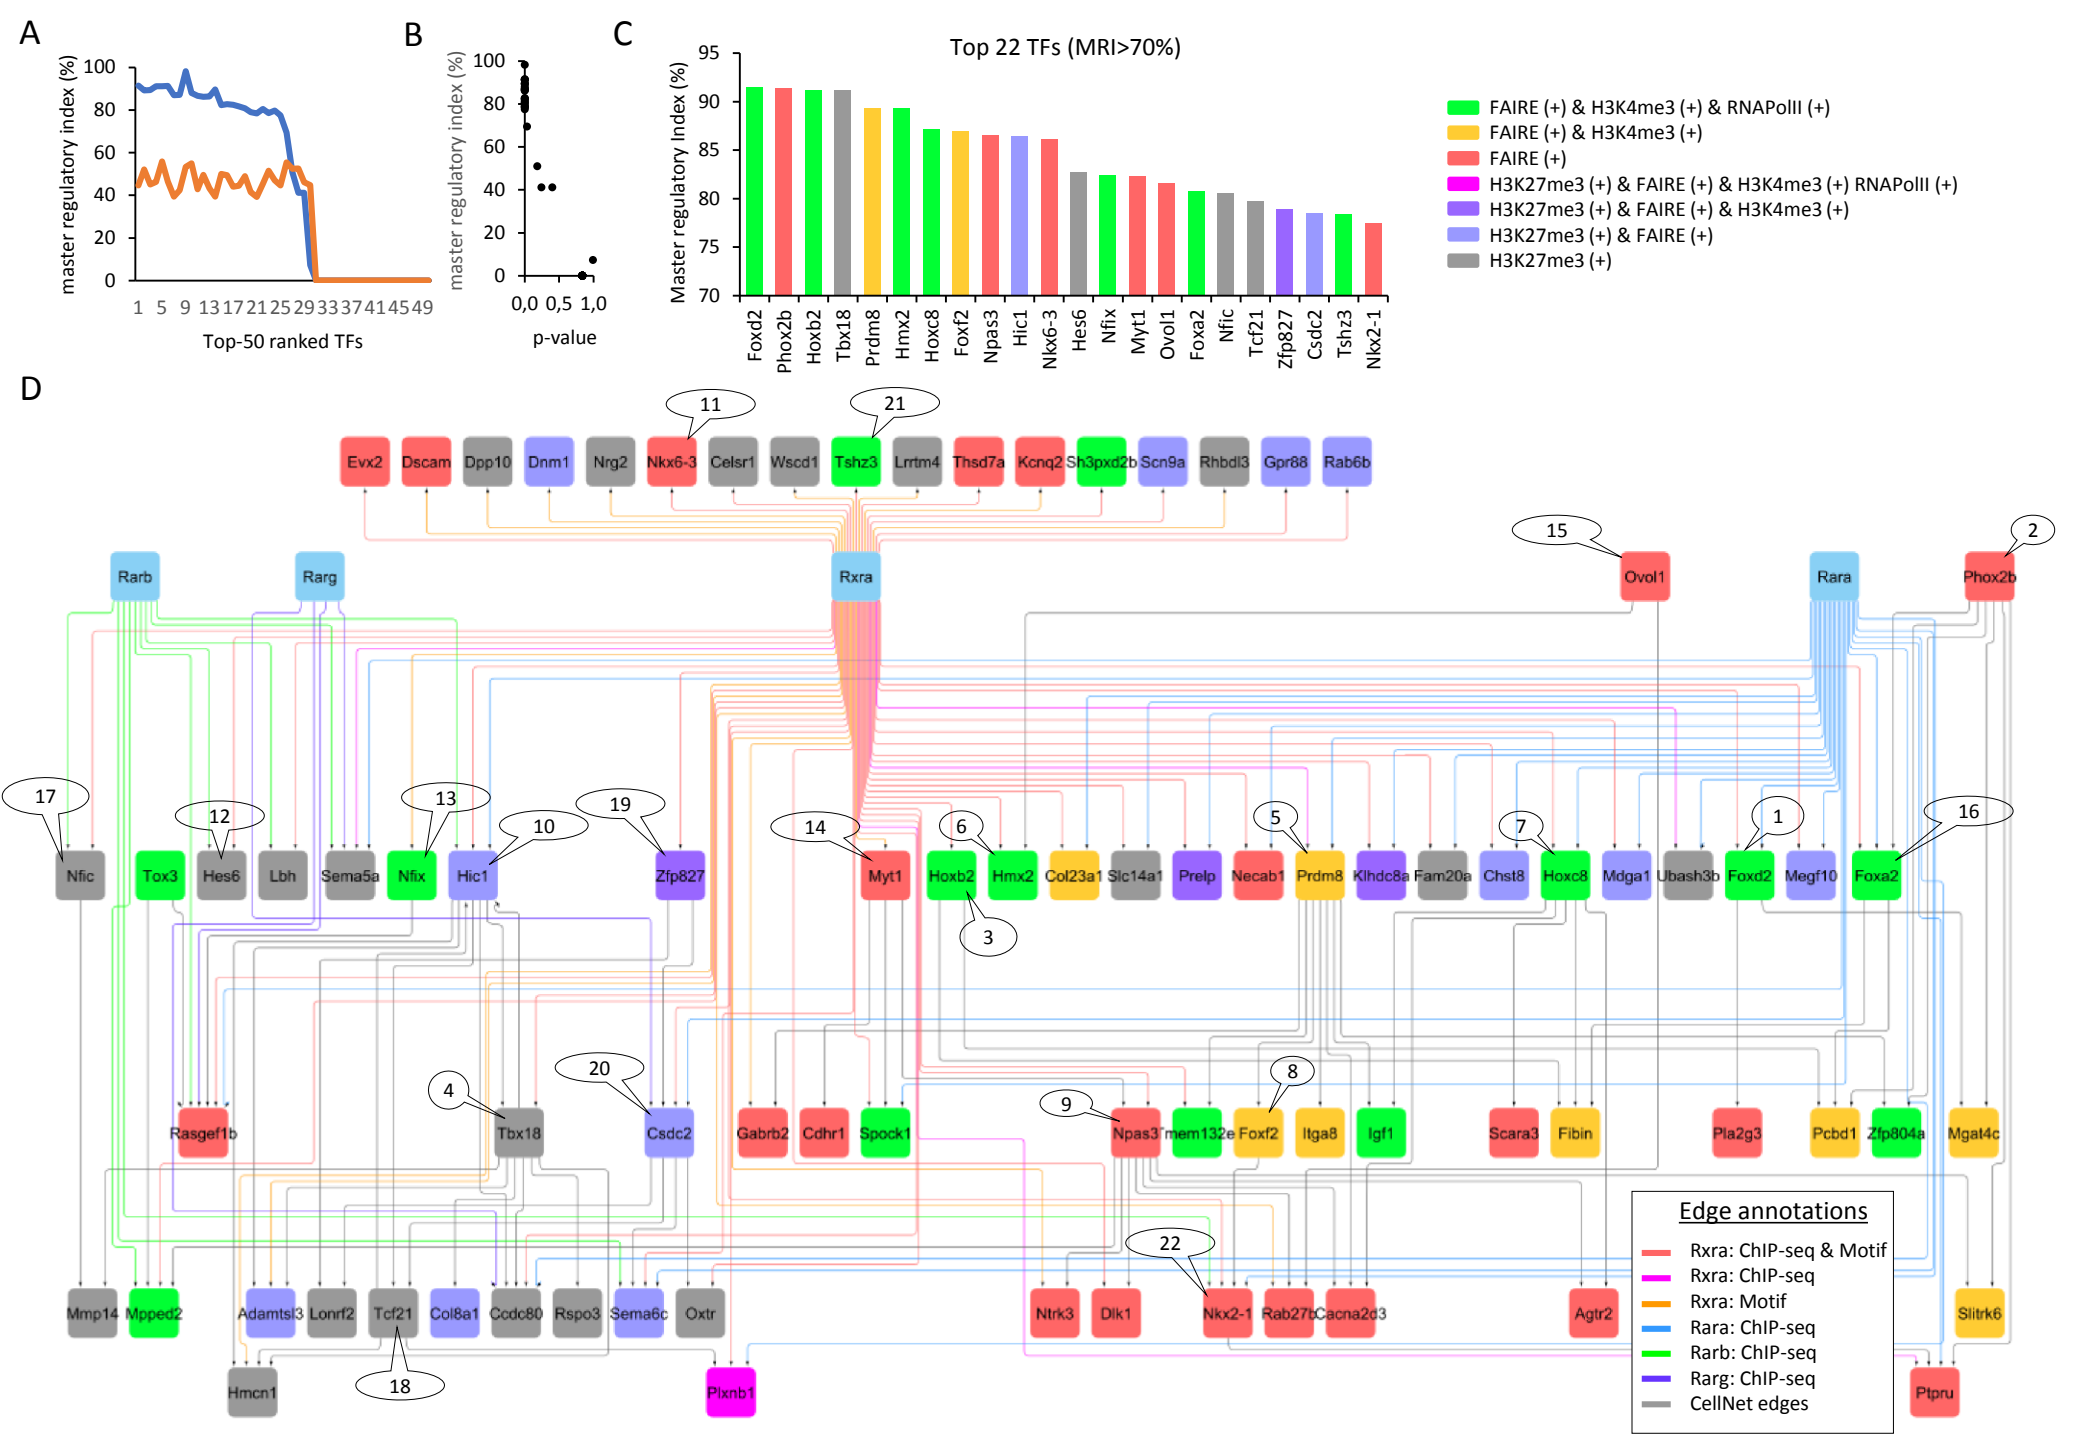 A
master regulatory index (%)
100
80
60
40
20
0
1 5 9 13 17 21 25 29 33 37 41 45 49
Top-50 ranked TFs
B
master regulatory index (%)
100
80
60
40
20
0
0,0 0,5 1,0
p-value
C
Top 22 TFs (MRI>70%)
Master regulatory Index (%)
95
90
85
80
75
70
Foxd2
Phox2b
Hoxb2
Tbx18
Prdm8
Hmx2
Hoxc8
Foxf2
Npas3
Hic1
Nkx6-3
Hes6
Nfix
Myt1
Ovol1
Foxa2
Nfic
Tcf21
Zfp827
Csdc2
Tshz3
Nkx2-1
FAIRE (+) & H3K4me3 (+) & RNAPolII (+)
FAIRE (+) & H3K4me3 (+)
FAIRE (+)
H3K27me3 (+) & FAIRE (+) & H3K4me3 (+) RNAPolII (+)
H3K27me3 (+) & FAIRE (+) & H3K4me3 (+)
H3K27me3 (+) & FAIRE (+)
H3K27me3 (+)
D
11 21
Evx2 Dscam Dpp10 Dnm1 Nrg2 Nkx6-3 Celsr1 Wscd1 Tshz3 Lrrtm4 Thsd7a Kcnq2 Sh3pxd2b Scn9a Rhbdl3 Gpr88 Rab6b
15 2
Rarb Rarg Rxra Ovol1 Rara Phox2b
17 12 13 10 19 14 6 5 7 1 16
Nfic Tox3 Hes6 Lbh Sema5a Nfix Hic1 Zfp827 Myt1 Hoxb2 Hmx2 Col23a1 Slc14a1 Prelp Necab1 Prdm8 Klhdc8a Fam20a Chst8 Hoxc8 Mdga1 Ubash3b Foxd2 Megf10 Foxa2
3
4 20 9 8
Rasgef1b Tbx18 Csdc2 Gabrb2 Cdhr1 Spock1 Npas3 Tmem132e Foxf2 Itga8 Igf1 Scara3 Fibin Pla2g3 Pcbd1 Zfp804a Mgat4c
22
Mmp14 Mpped2 Adamtsl3 Lonrf2 Tcf21 Col8a1 Ccdc80 Rspo3 Sema6c Oxtr Ntrk3 Dlk1 Nkx2-1 Rab27b Cacna2d3 Agtr2 Slitrk6
18
Hmcn1 Plxnb1 Ptpru
Edge annotations
Rxra: ChIP-seq & Motif
Rxra: ChIP-seq
Rxra: Motif
Rara: ChIP-seq
Rarb: ChIP-seq
Rarg: ChIP-seq
CellNet edges